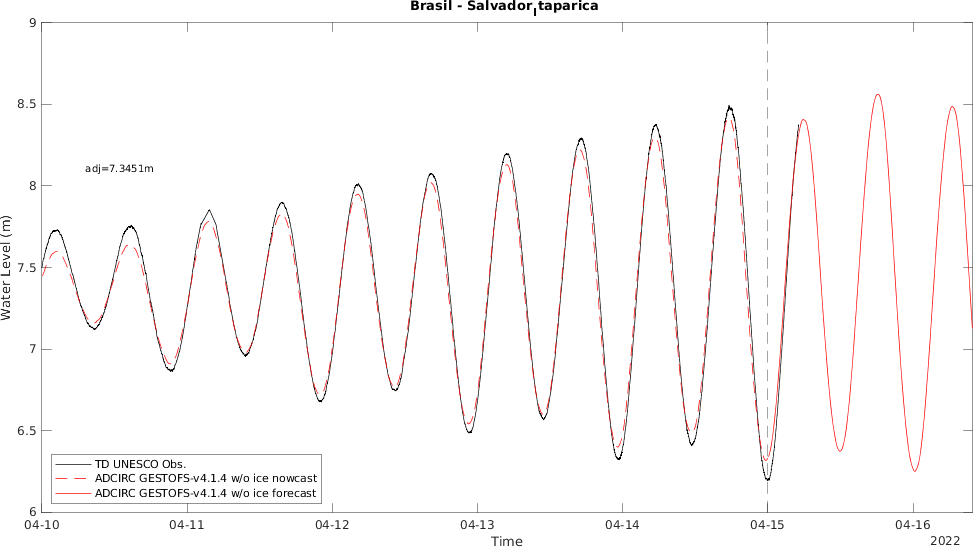 Brasil - Salvador_Itaparica
9
8.5
8
7.5
7
6.5
6
Water Level (m)
adj=7.3451m
TD UNESCO Obs.
ADCIRC GESTOFS-v4.1.4 w/o ice nowcast
ADCIRC GESTOFS-v4.1.4 w/o ice forecast
04-10
04-11
04-12
04-13
04-14
04-15
04-16
Time
2022